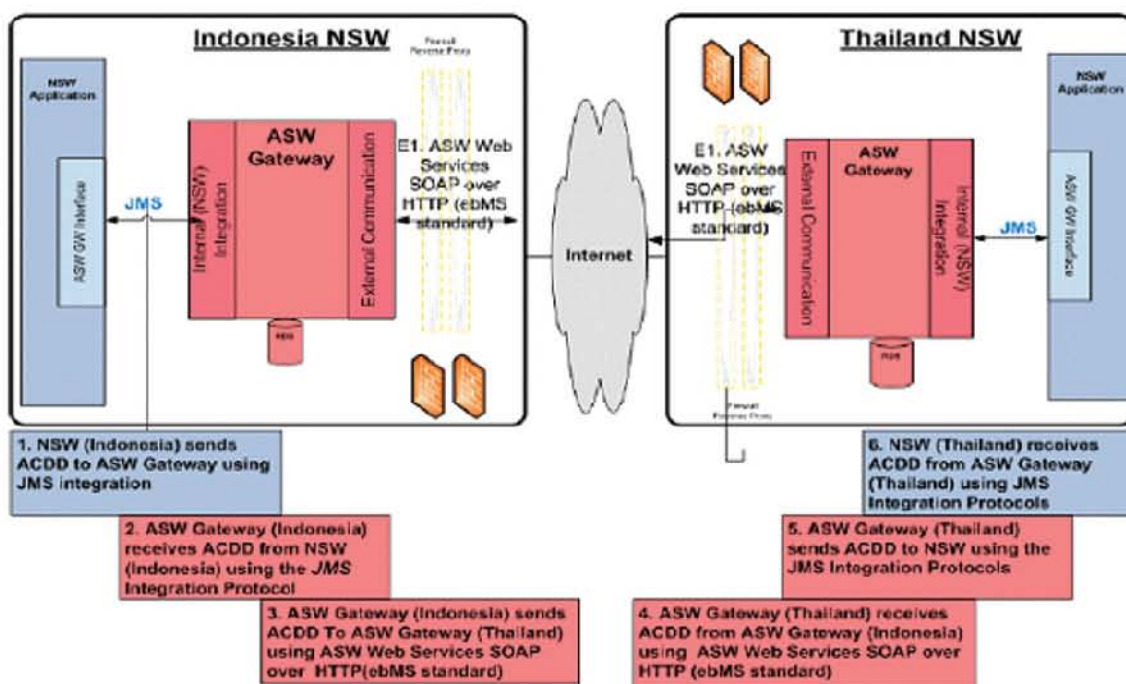 Indonesia NSW
Firewall
Reverse Proxy
NSW
Application
ASW GW Interface
JMS
Internal (NSW)
Integration
ASW
Gateway
External Communication
E1. ASW Web
Services
SOAP over
HTTP (ebMS
standard)
Internet
Thailand NSW
E1. ASW
Web Services
SOAP over
HTTP (ebMS
standard)
Firewall
Reverse Proxy
External Communication
ASW
Gateway
Internal (NSW)
Integration
JMS
NSW
Application
ASW GW Interface
1. NSW (Indonesia) sends
ACDD to ASW Gateway using
JMS integration
2. ASW Gateway (Indonesia)
receives ACDD from NSW
(Indonesia) using the JMS
Integration Protocol
3. ASW Gateway (Indonesia) sends
ACDD To ASW Gateway (Thailand)
using ASW Web Services SOAP
over HTTP(ebMS standard)
4. ASW Gateway (Thailand) receives
ACDD from ASW Gateway (Indonesia)
using ASW Web Services SOAP over
HTTP (ebMS standard)
5. ASW Gateway (Thailand)
sends ACDD to NSW using the
JMS Integration Protocols
6. NSW (Thailand) receives
ACDD from ASW Gateway
(Thailand) using JMS
Integration Protocols